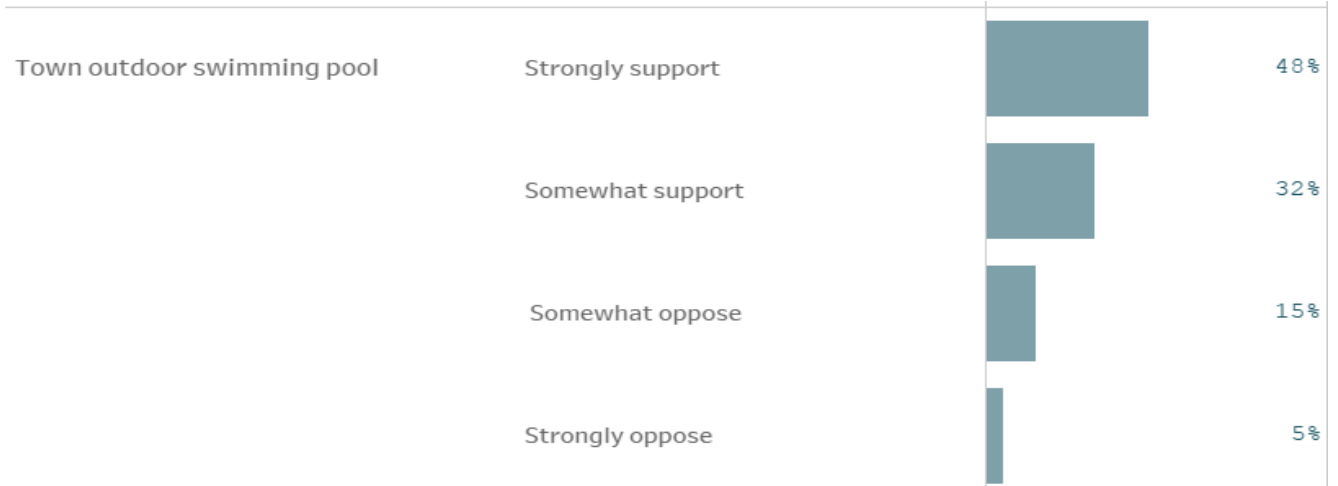 Town outdoor swimming pool Strongly support 48%
Somewhat support 32%
Somewhat oppose 15%
Strongly oppose 5%